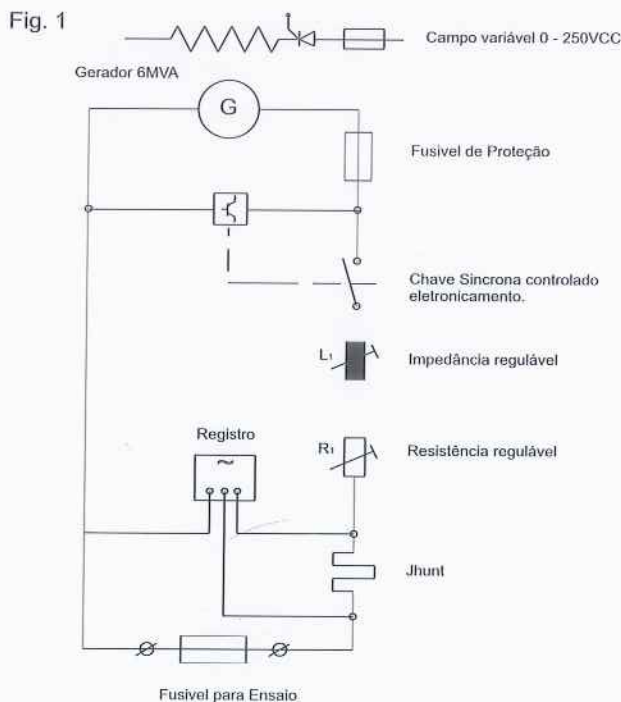 Fig. 1
Campo variável 0 - 250VCC
Gerador 6MVA
G
Fusivel de Proteção
Chave Sincrona controlado
eletronicamento.
L1
Impedância regulável
Registro
~
R1
Resistência regulável
Jhunt
Fusivel para Ensaio